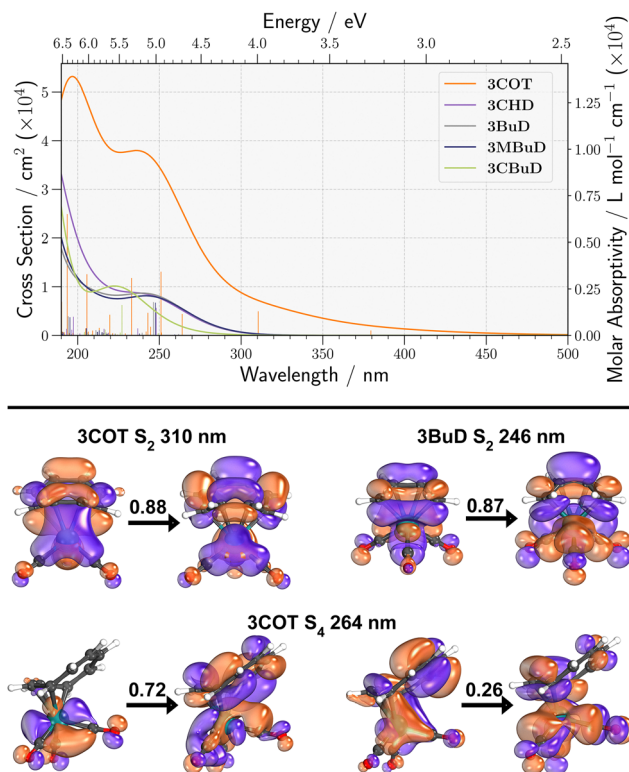 Energy / eV
6.5 6.0 5.5 5.0 4.5 4.0 3.5 3.0 2.5
Cross Section / cm² (×10⁴)
5
4
3
2
1
0
3COT
3CHD
3BuD
3MBuD
3CBuD
1.25
1.00
0.75
0.50
0.25
0.00
Molar Absorptivity / L mol⁻¹ cm⁻¹ (×10⁴)
200 250 300 350 400 450 500
Wavelength / nm
3COT S₂ 310 nm
0.88
3BuD S₂ 246 nm
0.87
3COT S₄ 264 nm
0.72
0.26